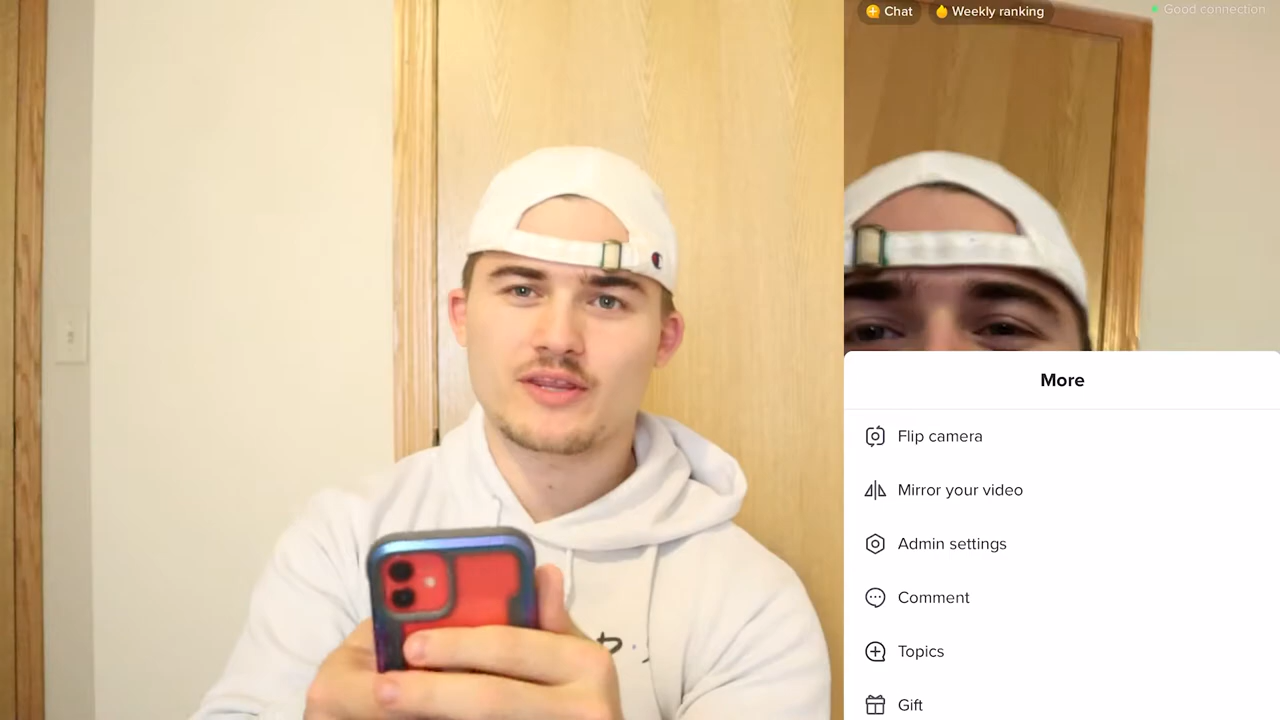 Chat
Weekly ranking
Good connection
More
Flip camera
Mirror your video
Admin settings
Comment
Topics
Gift